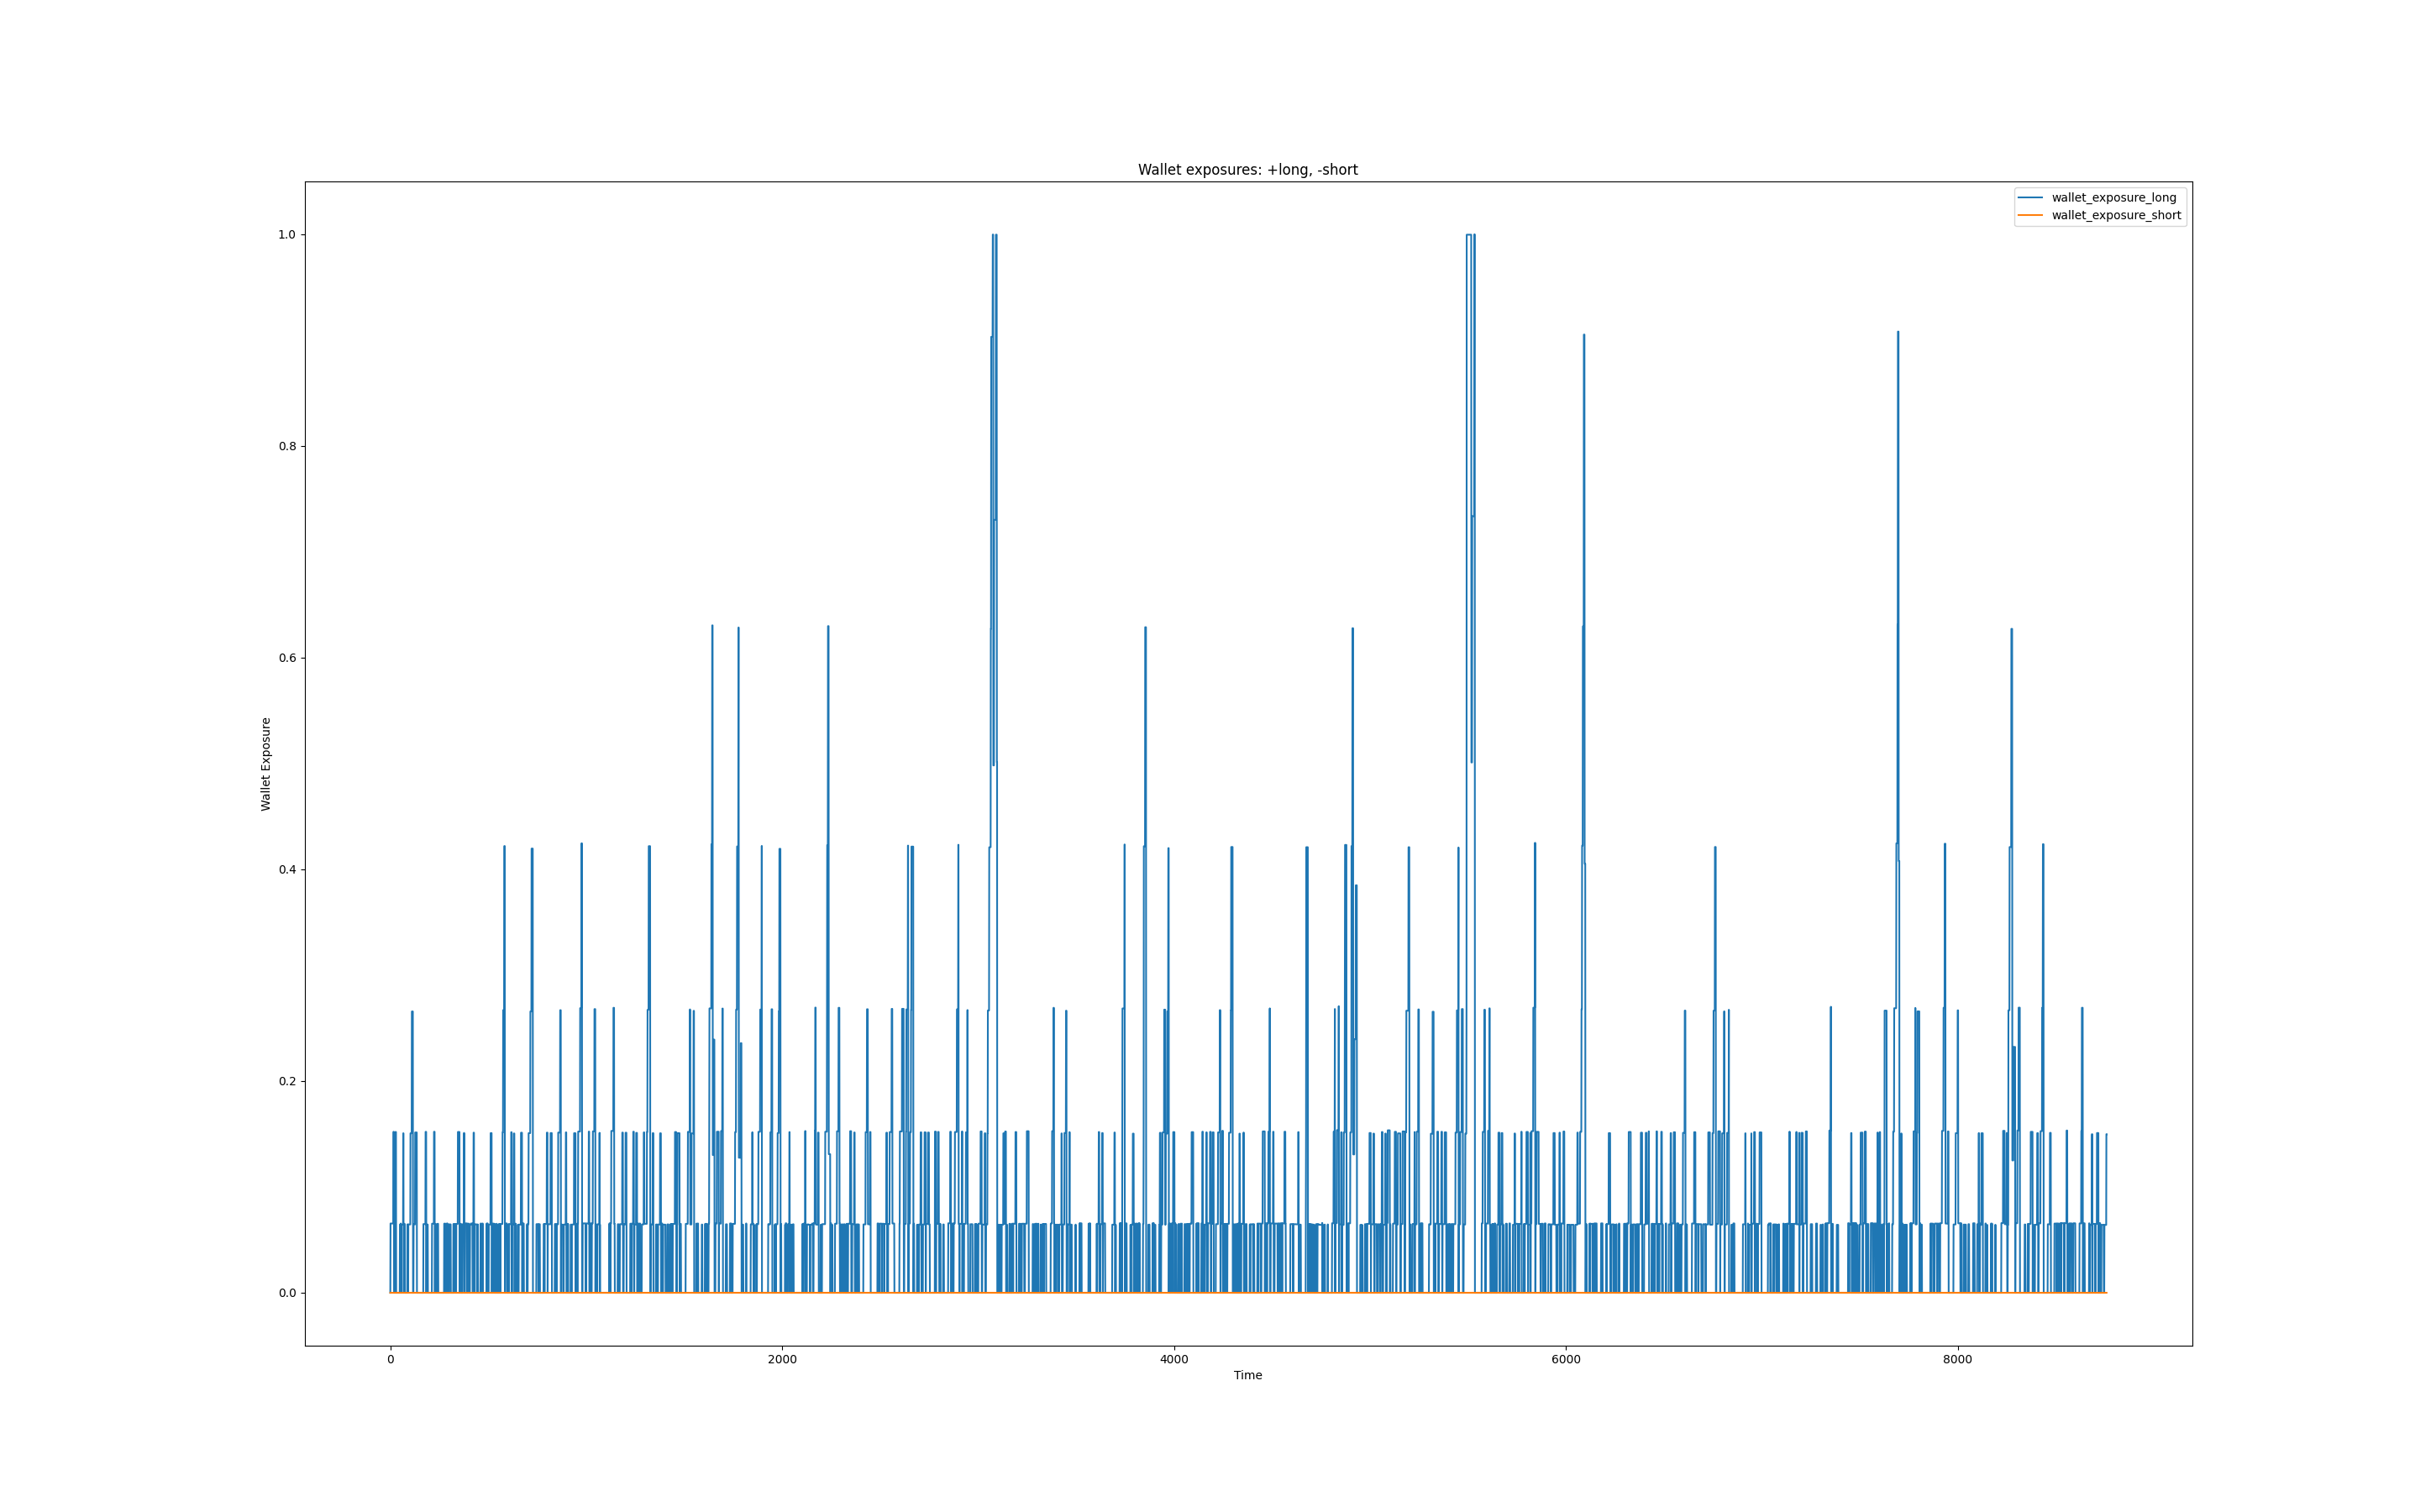 Wallet exposures: +long, -short
wallet_exposure_long
wallet_exposure_short
1.0
0.8
0.6
0.4
0.2
0.0
Wallet Exposure
0 2000 4000 6000 8000
Time